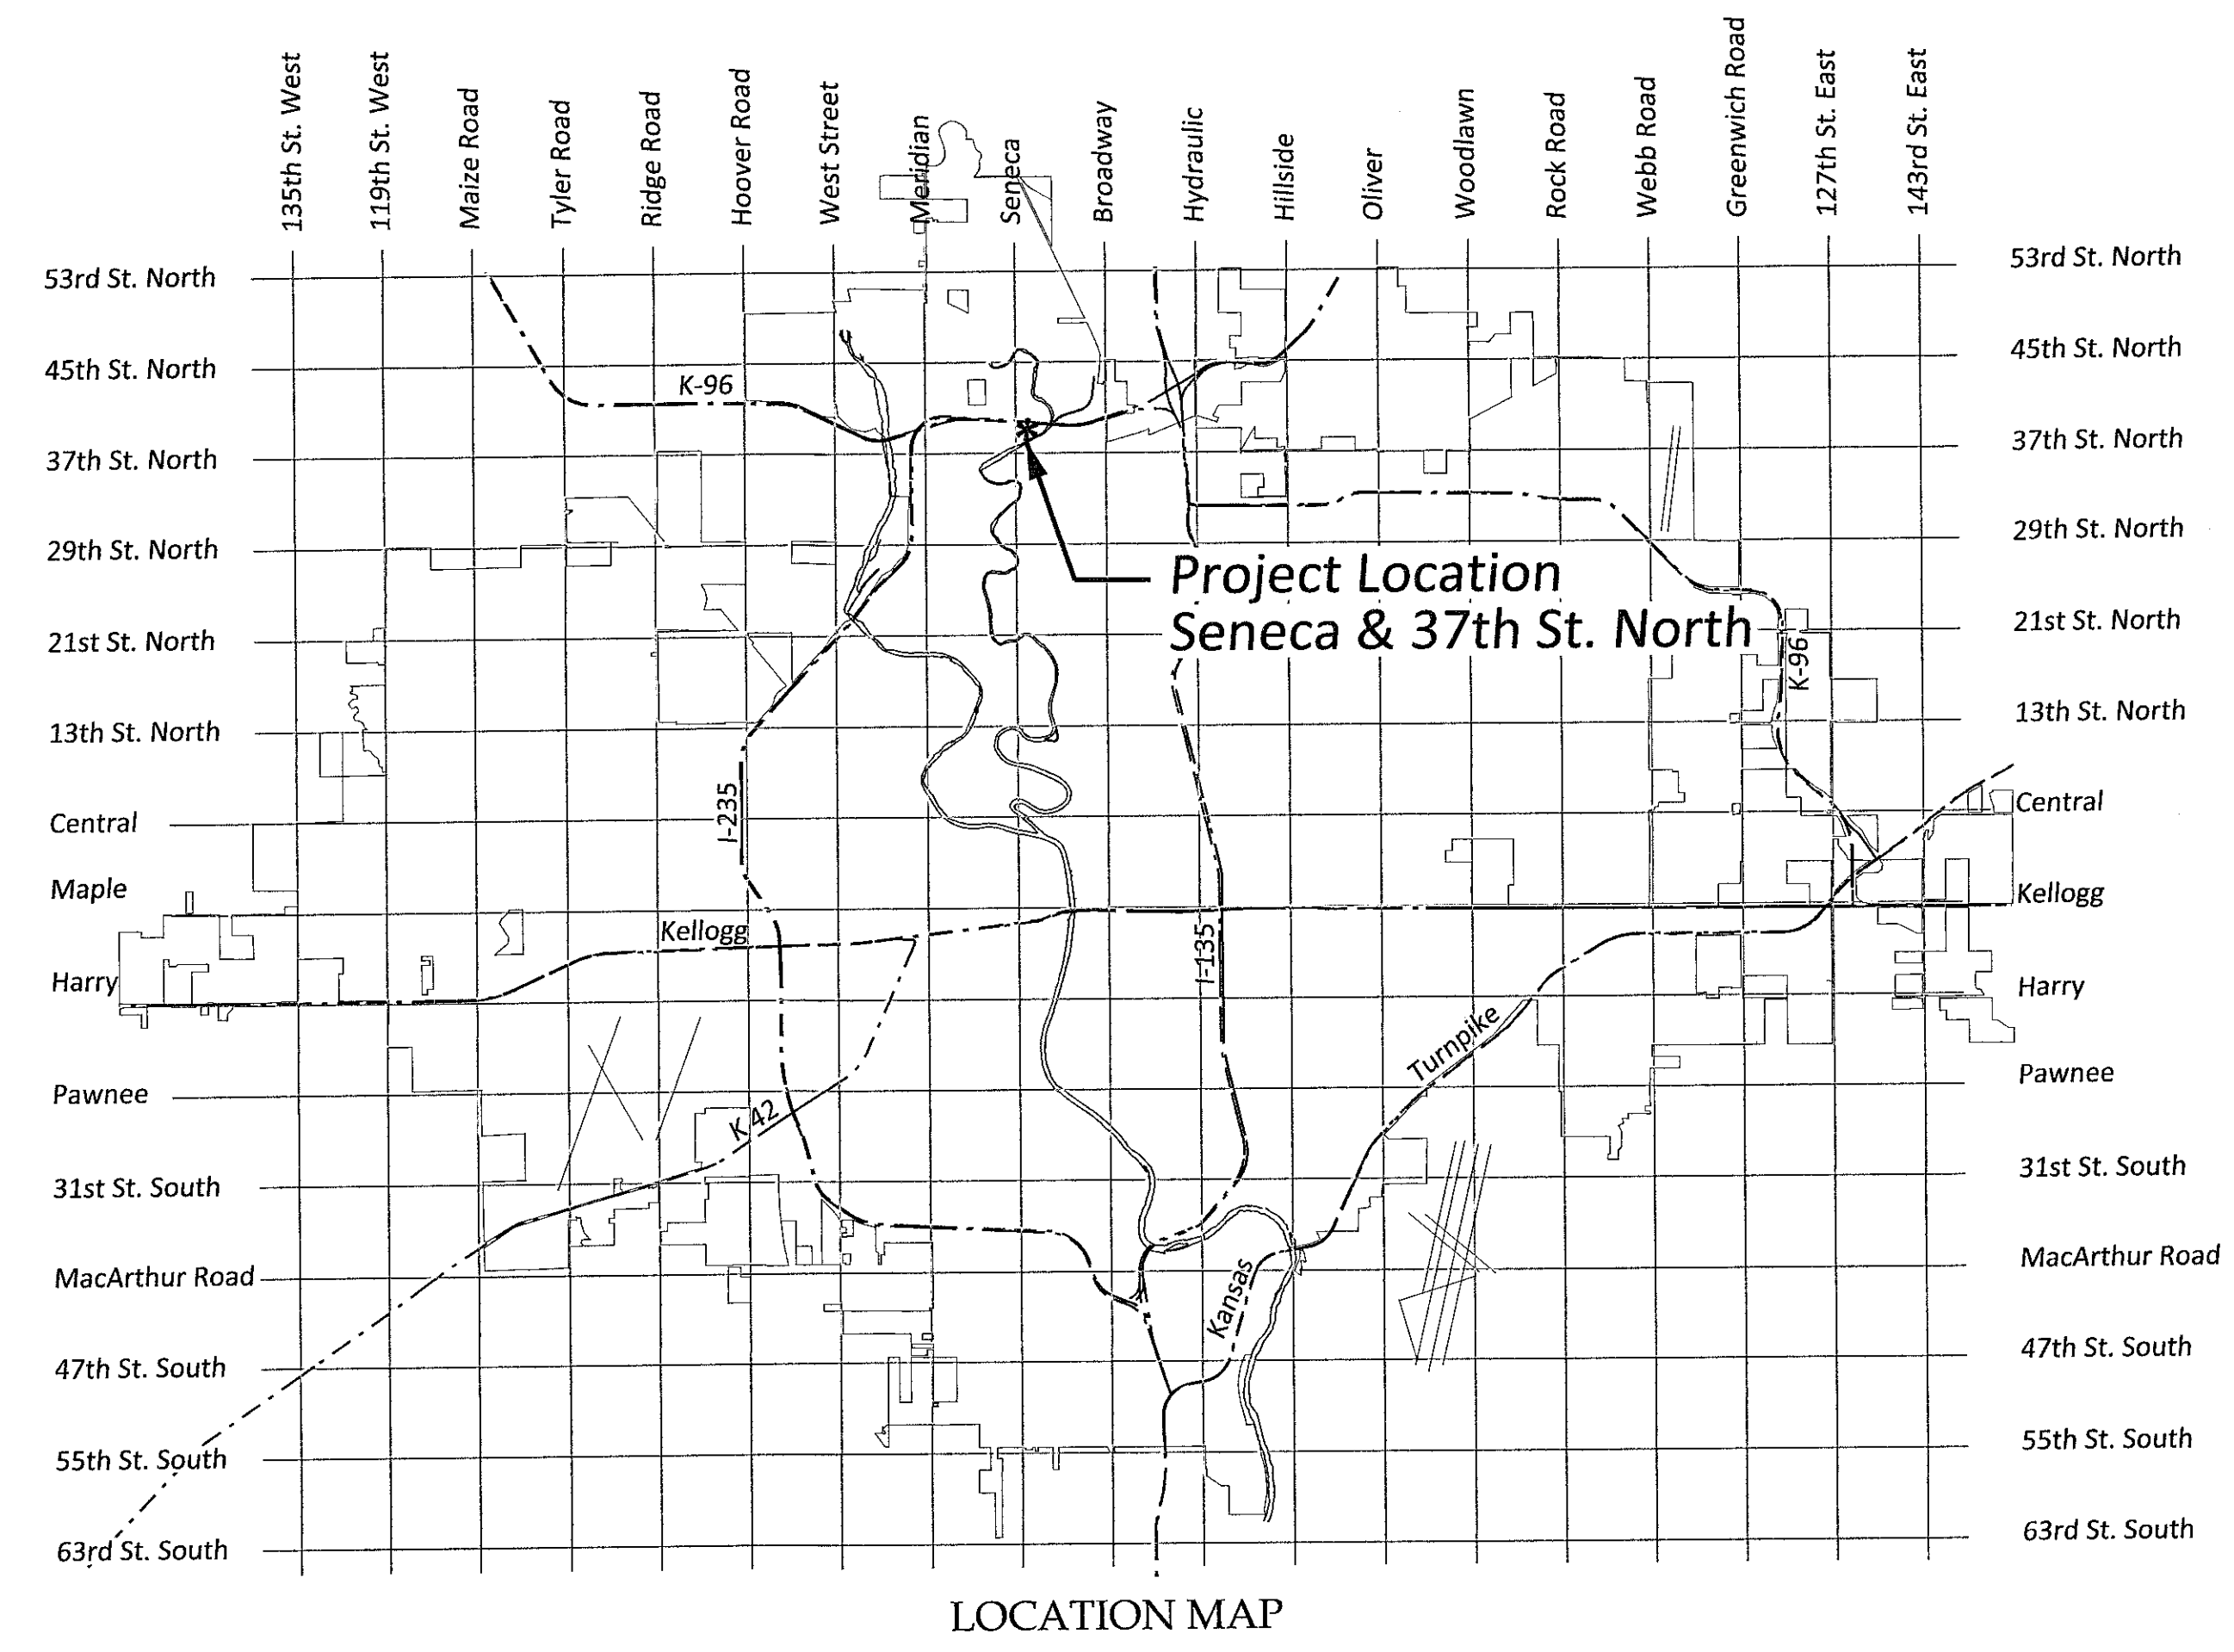 135th St. West
119th St. West
Maize Road
Tyler Road
Ridge Road
Hoover Road
West Street
Meridian
Seneca
Broadway
Hydraulic
Hillside
Oliver
Woodlawn
Rock Road
Webb Road
Greenwich Road
127th St. East
143rd St. East
53rd St. North
53rd St. North
45th St. North
45th St. North
K-96
37th St. North
37th St. North
29th St. North
29th St. North
Project Location
Seneca & 37th St. North
21st St. North
21st St. North
K-96
13th St. North
13th St. North
I-235
Central
Central
Maple
Kellogg
Kellogg
I-135
Harry
Harry
Turnpike
Pawnee
Pawnee
K 42
31st St. South
31st St. South
MacArthur Road
MacArthur Road
Kansas
47th St. South
47th St. South
55th St. South
55th St. South
63rd St. South
63rd St. South
LOCATION MAP